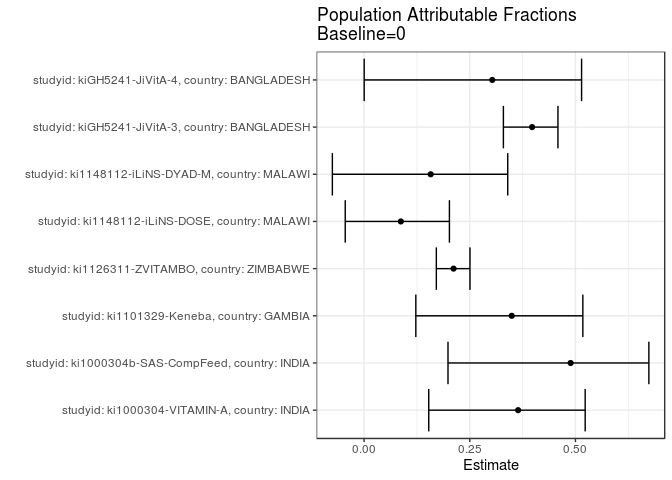 Population Attributable Fractions
Baseline=0
studyid: kiGH5241-JiVitA-4, country: BANGLADESH
studyid: kiGH5241-JiVitA-3, country: BANGLADESH
studyid: ki1148112-iLiNS-DYAD-M, country: MALAWI
studyid: ki1148112-iLiNS-DOSE, country: MALAWI
studyid: ki1126311-ZVITAMBO, country: ZIMBABWE
studyid: ki1101329-Keneba, country: GAMBIA
studyid: ki1000304b-SAS-CompFeed, country: INDIA
studyid: ki1000304-VITAMIN-A, country: INDIA
0.00 0.25 0.50
Estimate